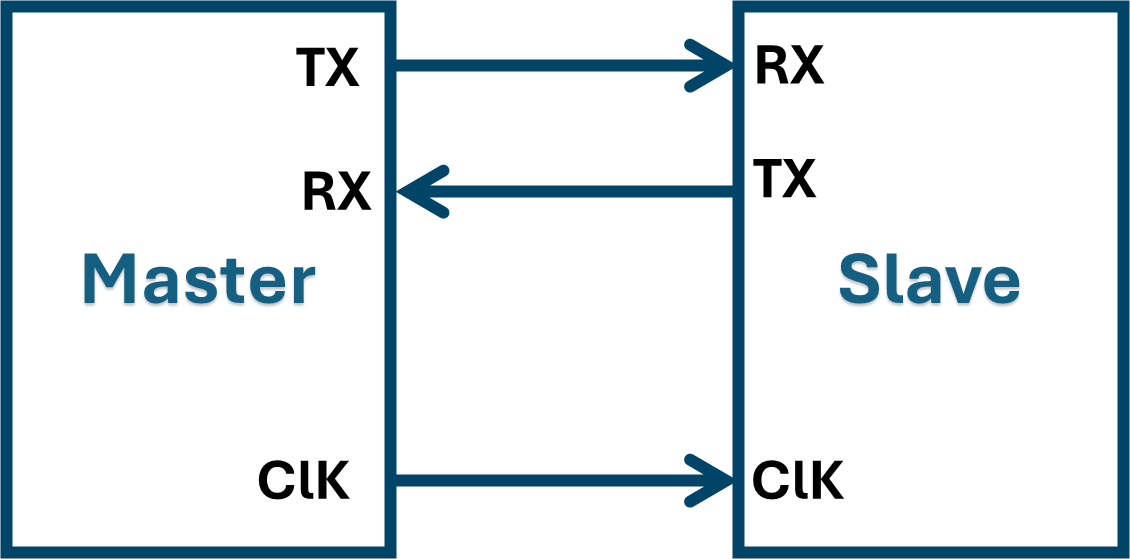 TX
RX
RX
TX
Master
Slave
ClK
ClK